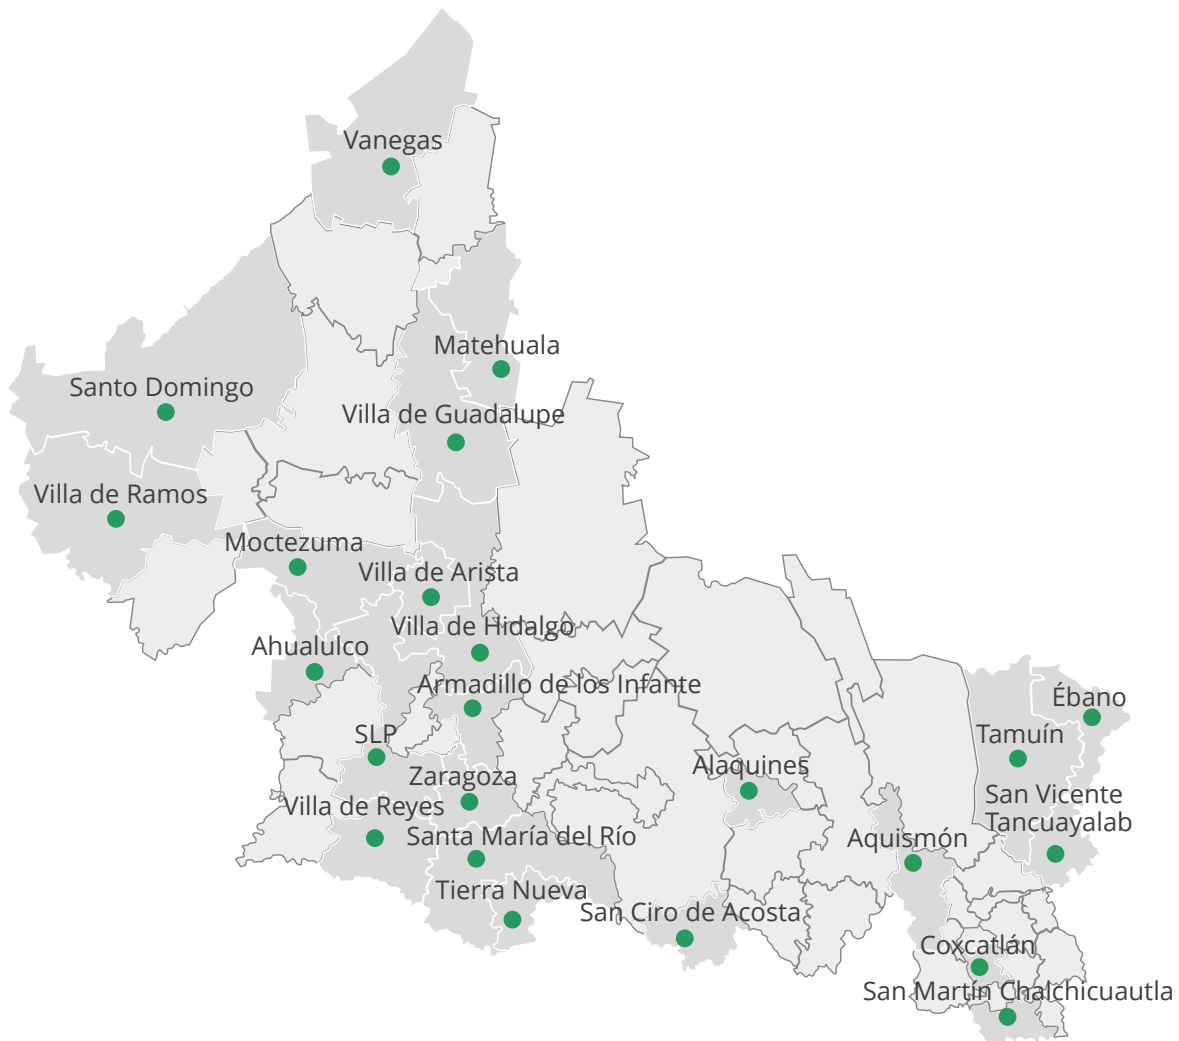 Vanegas
Matehuala
Santo Domingo
Villa de Guadalupe
Villa de Ramos
Moctezuma
Villa de Arista
Villa de Hidalgo
Ahualulco
Armadillo de los Infante
Ébano
SLP
Tamuín
Alaquines
Zaragoza
San Vicente
Tancuayalab
Villa de Reyes
Santa María del Río
Aquismón
Tierra Nueva
San Ciro de Acosta
Coxcatlán
San Martín Chalchicuautla